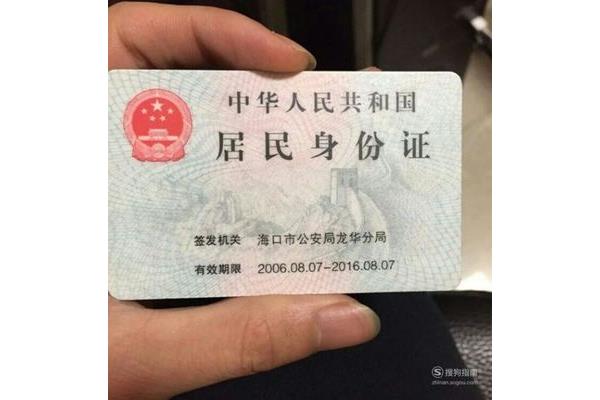 中华人民共和国
居民身份证
签发机关 海口市公安局龙华分局
有效期限 2006.08.07-2016.08.07
搜狗指南
zhinan.sogou.com